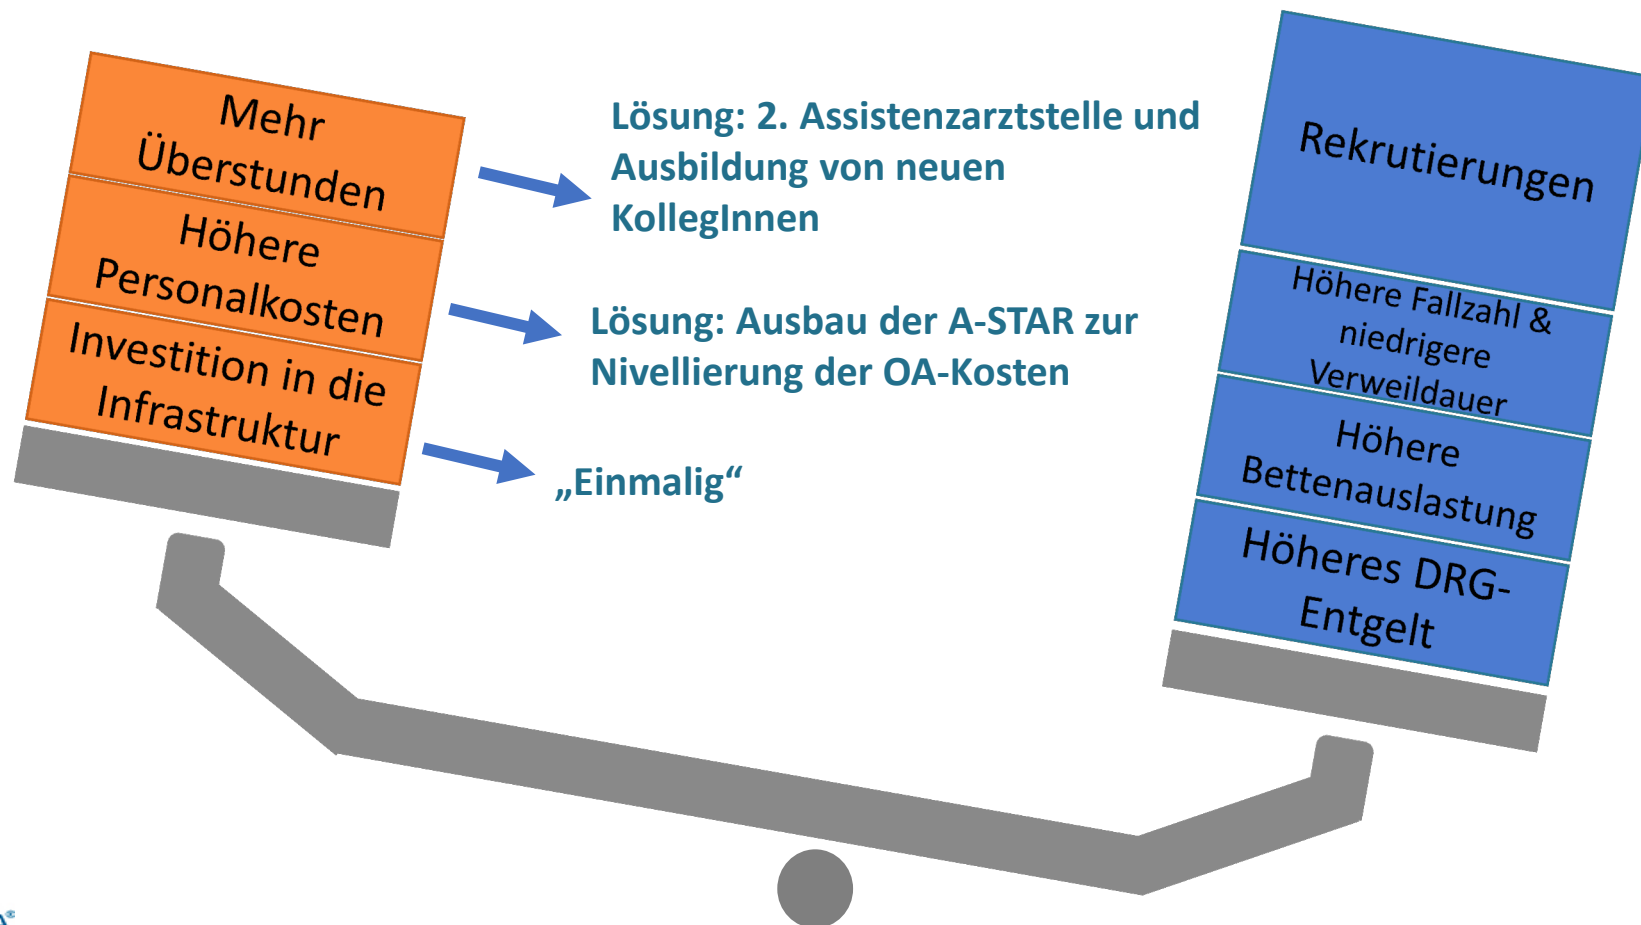 Mehr
Überstunden
Höhere
Personalkosten
Investition in die
Infrastruktur
Lösung: 2. Assistenzarztstelle und
Ausbildung von neuen
KollegInnen
Lösung: Ausbau der A-STAR zur
Nivellierung der OA-Kosten
„Einmalig“
Rekrutierungen
Höhere Fallzahl &
niedrigere
Verweildauer
Höhere
Bettenauslastung
Höheres DRG-
Entgelt